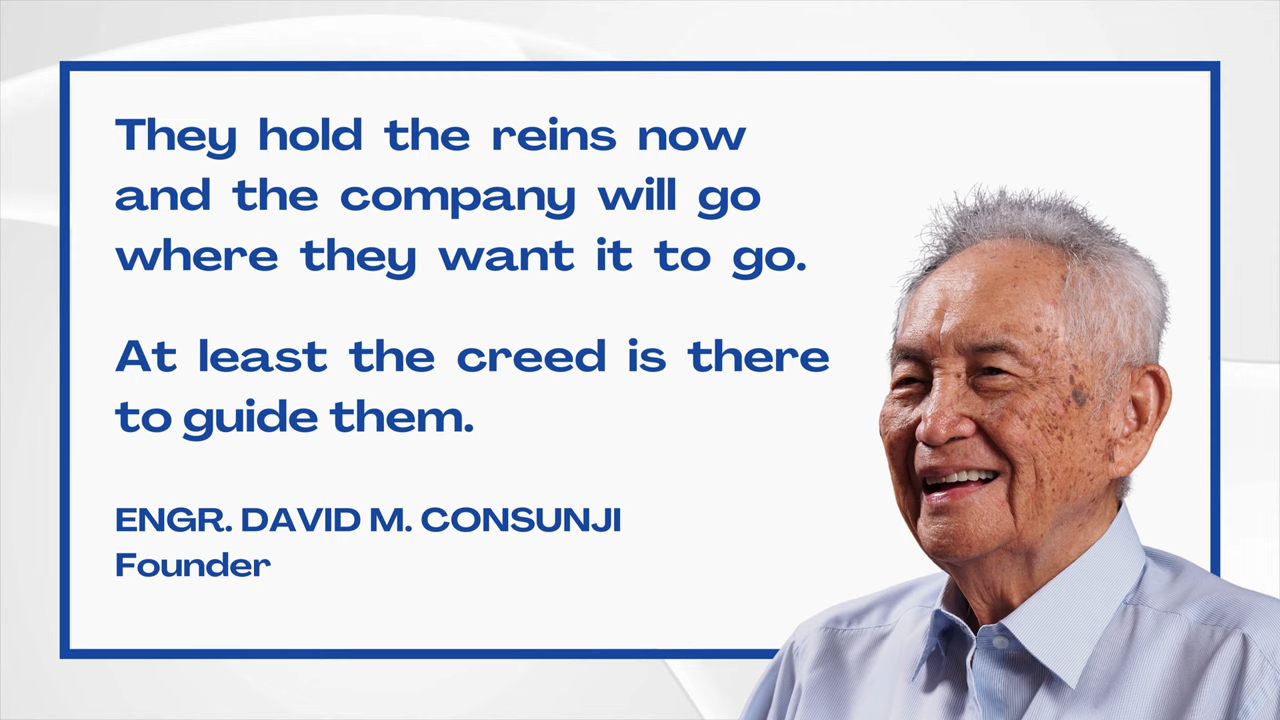 They hold the reins now
and the company will go
where they want it to go.
At least the creed is there
to guide them.
ENGR. DAVID M. CONSUNJI
Founder